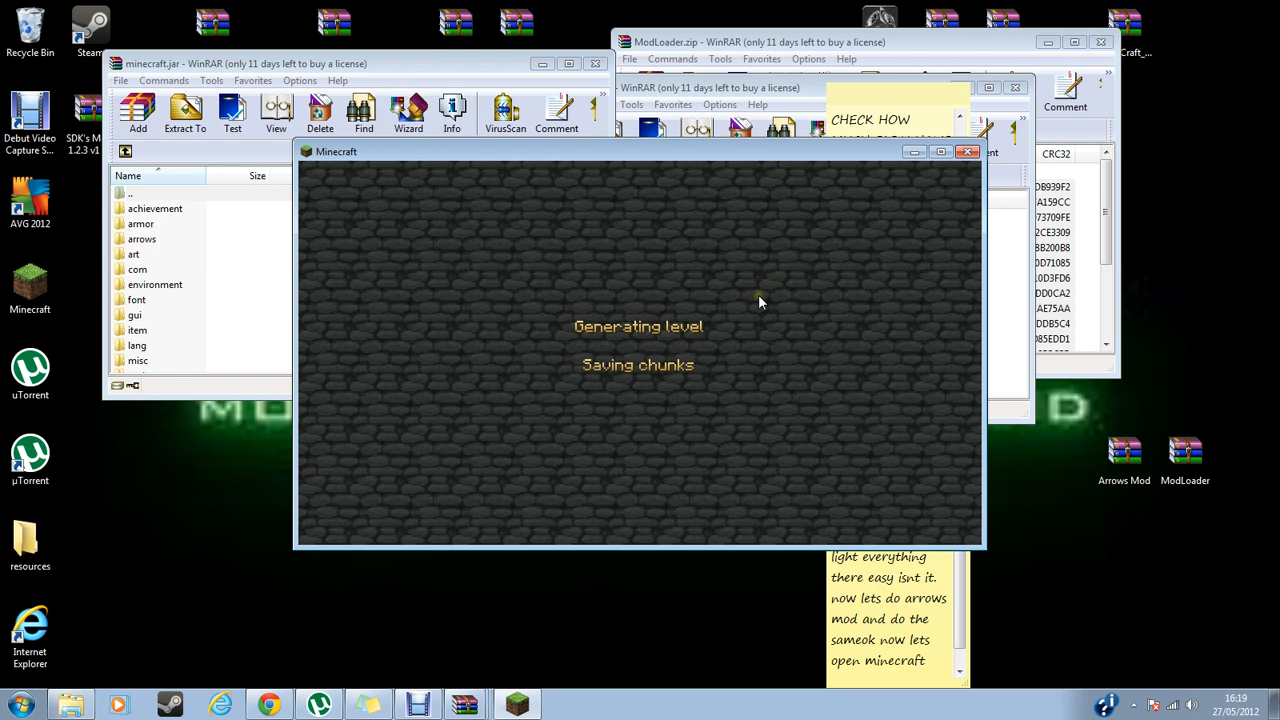 Recycle Bin
Steam
Debut Video
Capture S...
SDK's M
1.2.3 v1
AVG 2012
Minecraft
uTorrent
µTorrent
resources
Internet
Explorer
minecraft.jar - WinRAR (only 11 days left to buy a license)
File Commands Tools Favorites Options Help
Add Extract To Test View Delete Find Wizard Info VirusScan Comment
Name Size
..
achievement
armor
arrows
art
com
environment
font
gui
item
lang
misc
ModLoader.zip - WinRAR (only 11 days left to buy a license)
File Commands Tools Favorites Options Help
Comment
- WinRAR (only 11 days left to buy a license)
Tools Favorites Options Help
CRC32
DB939F2
A159CC
73709FE
2CE3309
8B200B8
0D71085
10D3FD6
DD0CA2
AE75AA
DDB5C4
D85EDD1
CHECK HOW
Minecraft
Generating level
Saving chunks
light everything
there easy isnt it.
now lets do arrows
mod and do the
sameok now lets
open minecraft
Craft_...
Arrows Mod
ModLoader
16:19
27/05/2012